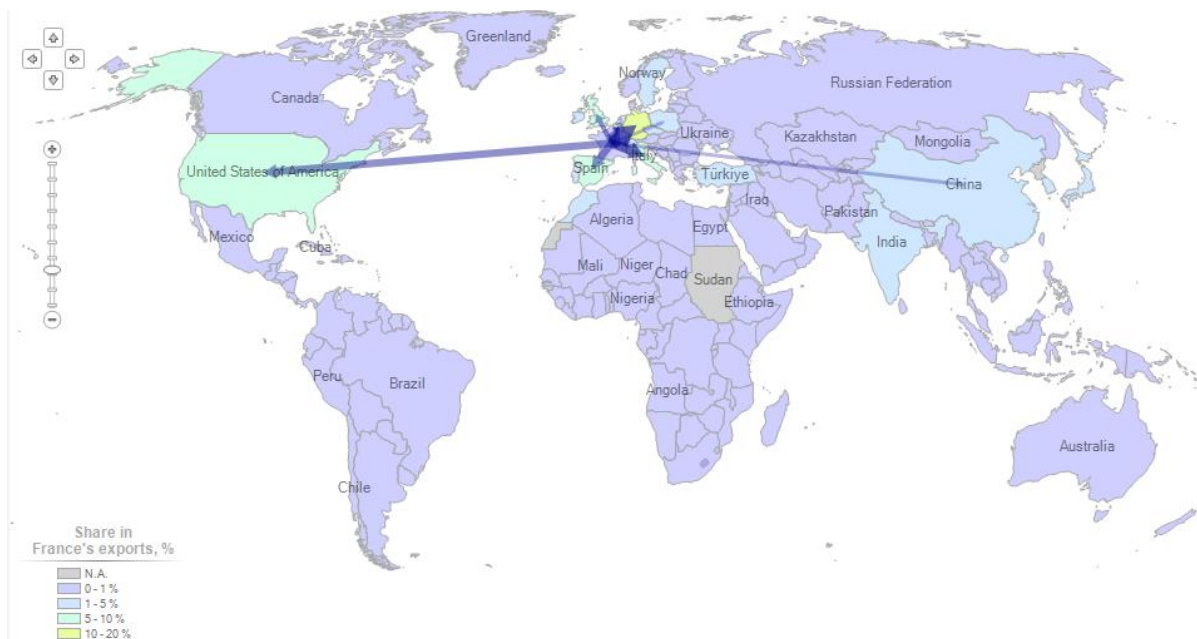 Greenland
Norway
Russian Federation
Canada
Ukraine
Kazakhstan
Mongolia
Italy
United States of America
Spain
Türkiye
China
Iraq
Pakistan
Algeria
Egypt
Mexico
India
Cuba
Mali
Niger
Chad
Sudan
Nigeria
Ethiopia
Peru
Brazil
Angola
Australia
Chile
Share in
France's exports, %
N.A.
0 - 1 %
1 - 5 %
5 - 10 %
10 - 20 %